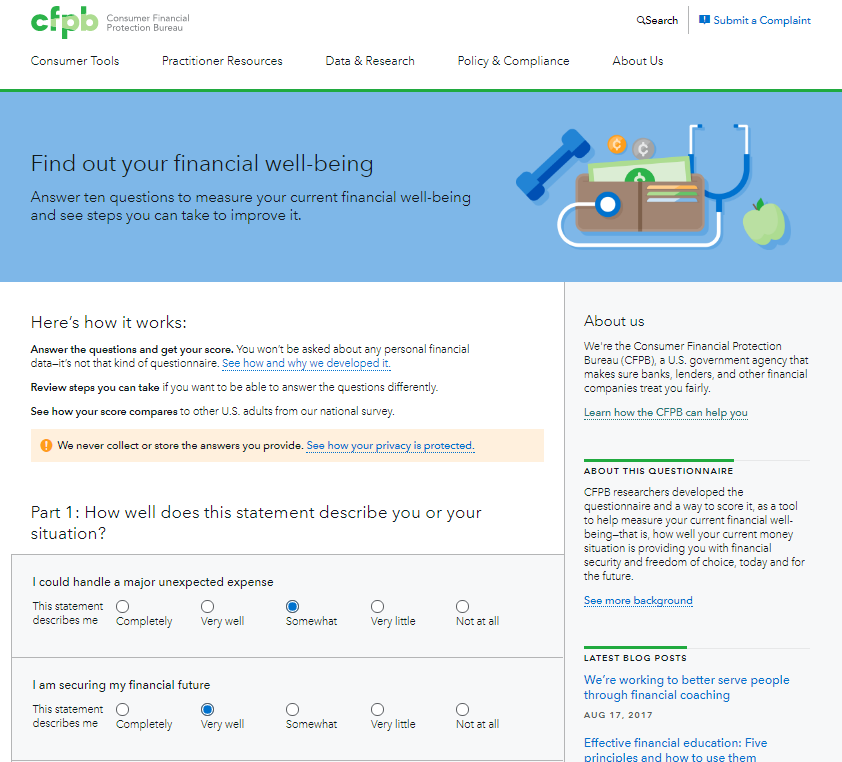 cfpb Consumer Financial
Protection Bureau
Search
Submit a Complaint
Consumer Tools
Practitioner Resources
Data & Research
Policy & Compliance
About Us
Find out your financial well-being
Answer ten questions to measure your current financial well-being
and see steps you can take to improve it.
Here's how it works:
Answer the questions and get your score. You won't be asked about any personal financial
data—it's not that kind of questionnaire. See how and why we developed it.
Review steps you can take if you want to be able to answer the questions differently.
See how your score compares to other U.S. adults from our national survey.
We never collect or store the answers you provide. See how your privacy is protected.
Part 1: How well does this statement describe you or your
situation?
I could handle a major unexpected expense
This statement
describes me
Completely
Very well
Somewhat
Very little
Not at all
I am securing my financial future
This statement
describes me
Completely
Very well
Somewhat
Very little
Not at all
About us
We're the Consumer Financial Protection
Bureau (CFPB), a U.S. government agency that
makes sure banks, lenders, and other financial
companies treat you fairly.
Learn how the CFPB can help you
ABOUT THIS QUESTIONNAIRE
CFPB researchers developed the
questionnaire and a way to score it, as a tool
to help measure your current financial well-
being—that is, how well your current money
situation is providing you with financial
security and freedom of choice, today and for
the future.
See more background
LATEST BLOG POSTS
We're working to better serve people
through financial coaching
AUG 17, 2017
Effective financial education: Five
principles and how to use them